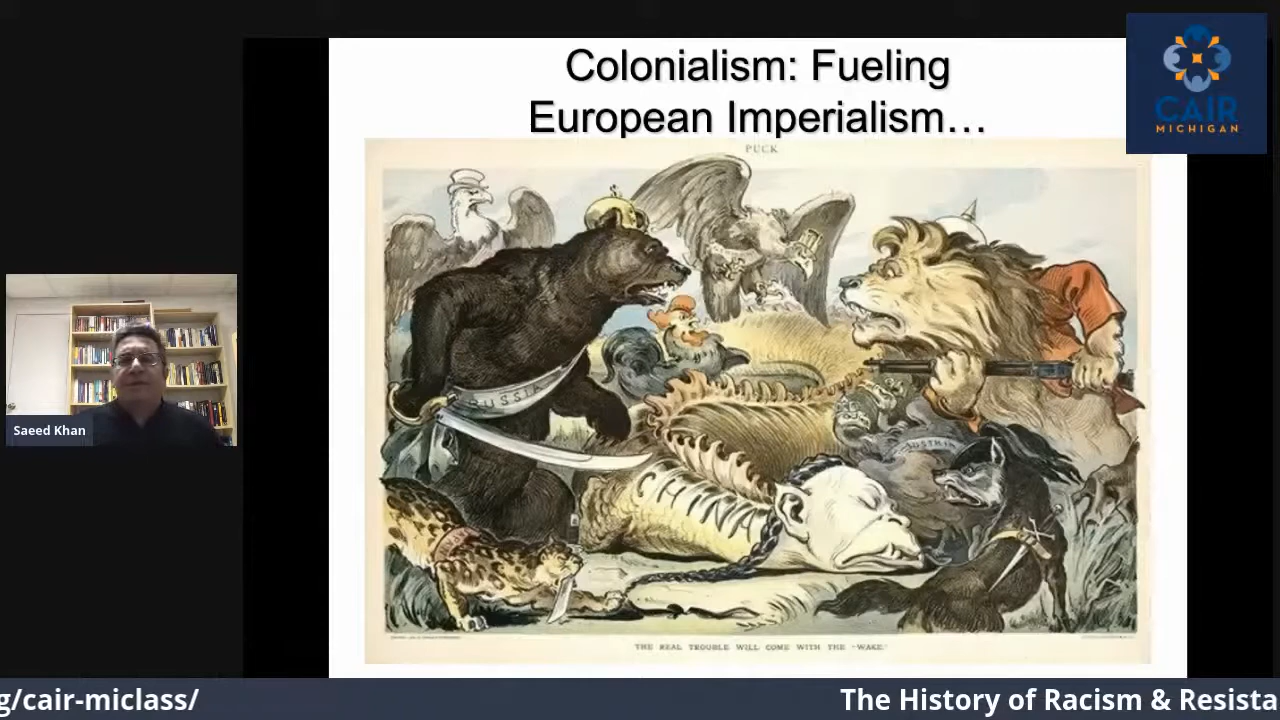 Colonialism: Fueling
European Imperialism…
CAIR
MICHIGAN
PUCK
RUSSIA
CHINA
AUSTRIA
THE REAL TROUBLE WILL COME WITH THE "WAKE."
Saeed Khan
g/cair-miclass/
The History of Racism & Resista